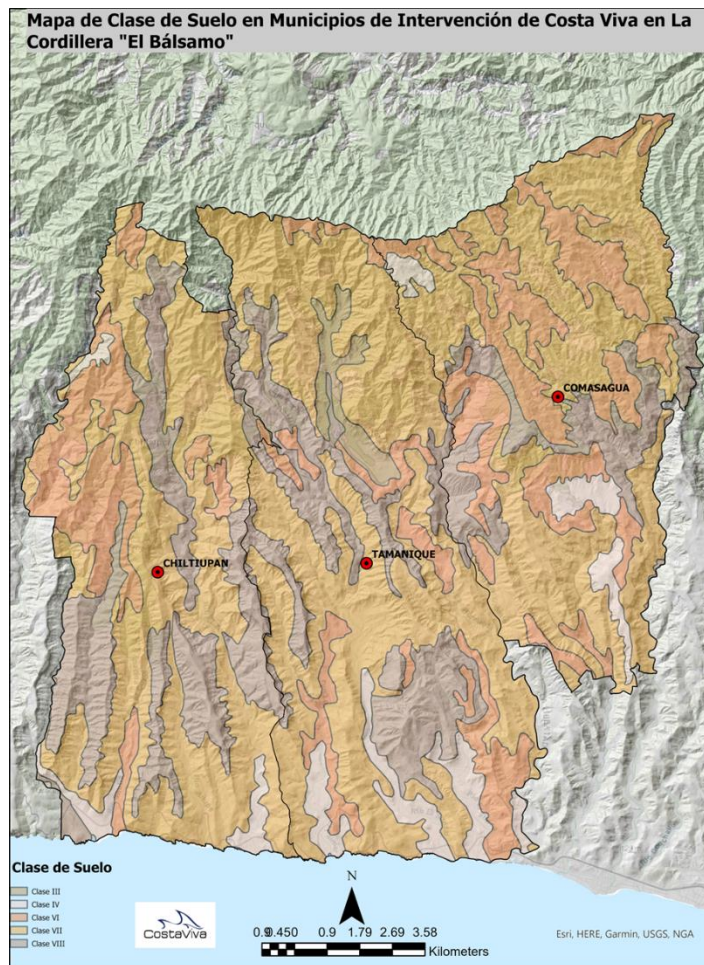 Mapa de Clase de Suelo en Municipios de Intervención de Costa Viva en La
Cordillera "El Bálsamo"
COMASAGUA
CHILTIUPAN
TAMANIQUE
Clase de Suelo
Clase III
Clase IV
Clase VI
Clase VII
Clase VIII
CostaViva
N
0.9 0.45 0 0.9 1.79 2.69 3.58
Kilometers
Esri, HERE, Garmin, USGS, NGA